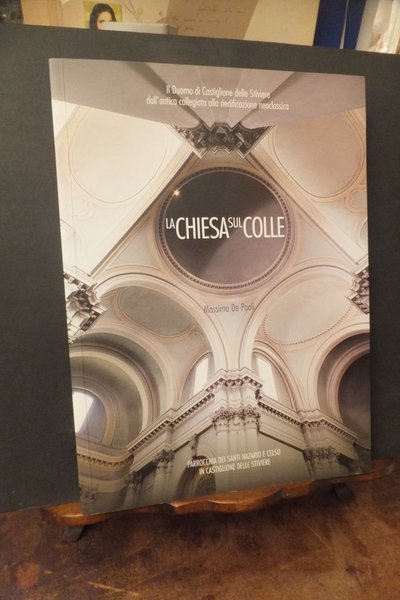 Il Duomo di Castiglione delle Stiviere
dall'antica collegiata alla riedificazione neoclassica
LA CHIESA SUL COLLE
Massimo De Paoli
PARROCCHIA DEI SANTI NAZARIO E CELSO
IN CASTIGLIONE DELLE STIVIERE